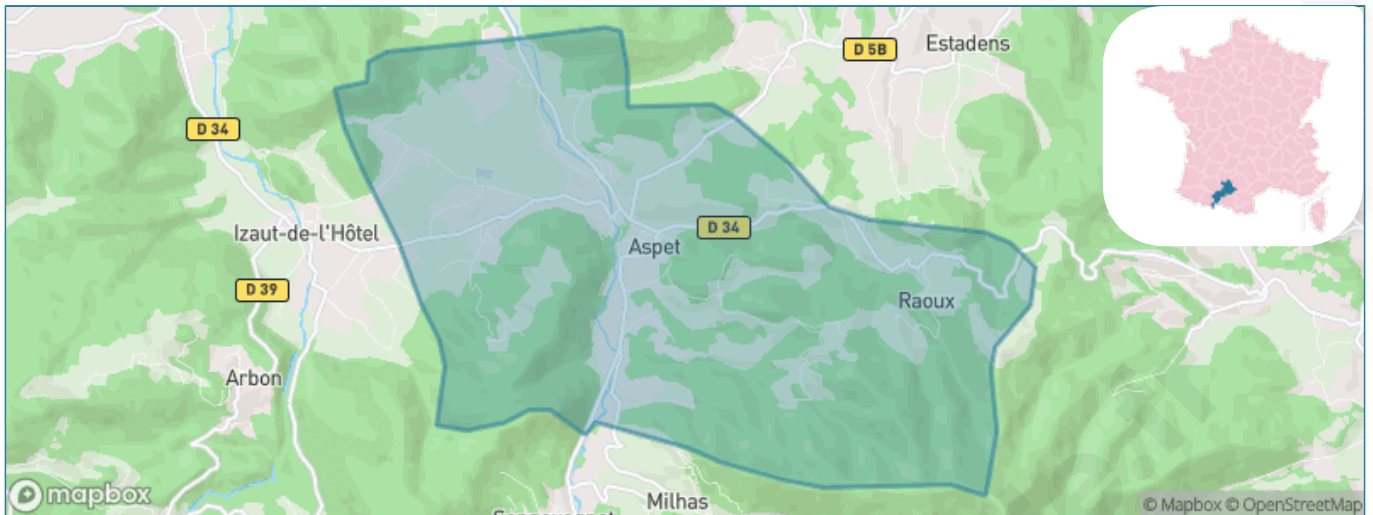 D 5B
Estadens
D 34
Izaut-de-l'Hôtel
Aspet
D 34
D 39
Raoux
Arbon
Milhas
mapbox
© Mapbox © OpenStreetMap